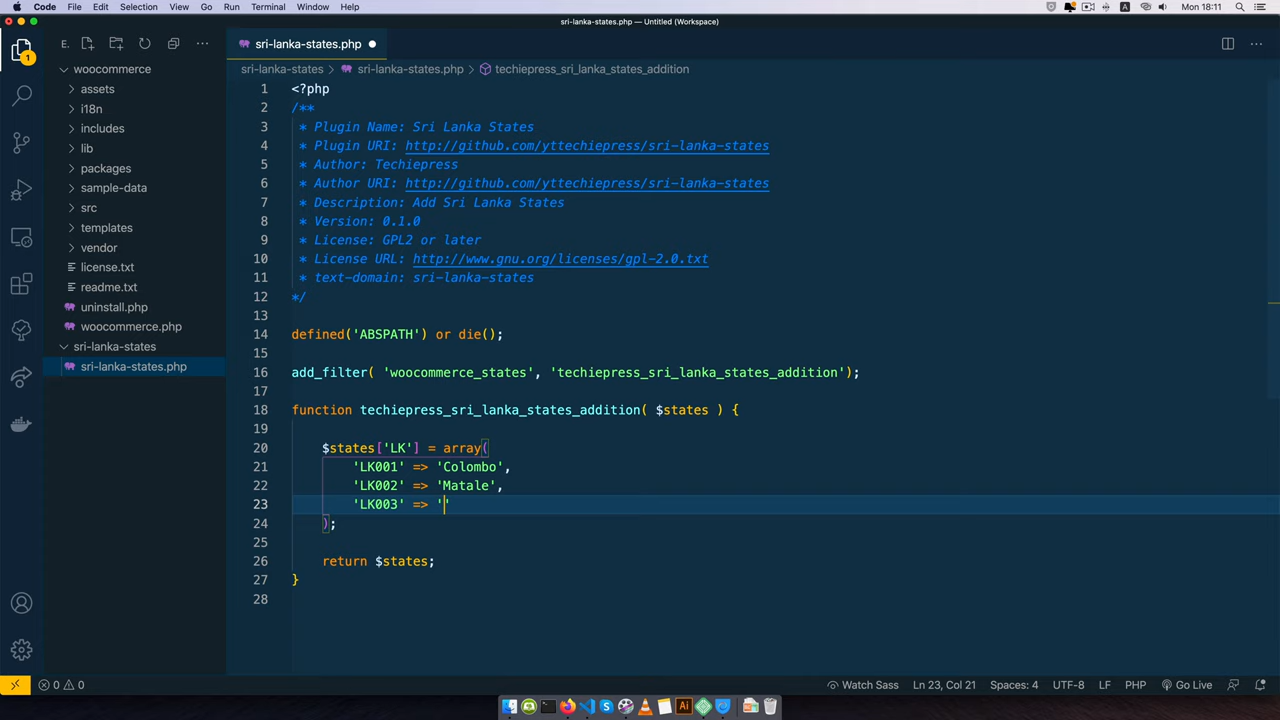 Code File Edit Selection View Go Run Terminal Window Help Mon 18:11
sri-lanka-states.php — Untitled (Workspace)
E.
sri-lanka-states.php
sri-lanka-states > sri-lanka-states.php > techiepress_sri_lanka_states_addition
1
woocommerce
assets
i18n
includes
lib
packages
sample-data
src
templates
vendor
license.txt
readme.txt
uninstall.php
woocommerce.php
sri-lanka-states
sri-lanka-states.php
1 <?php
2 /**
3 * Plugin Name: Sri Lanka States
4 * Plugin URI: http://github.com/yttechiepress/sri-lanka-states
5 * Author: Techiepress
6 * Author URI: http://github.com/yttechiepress/sri-lanka-states
7 * Description: Add Sri Lanka States
8 * Version: 0.1.0
9 * License: GPL2 or later
10 * License URL: http://www.gnu.org/licenses/gpl-2.0.txt
11 * text-domain: sri-lanka-states
12 */
13
14 defined('ABSPATH') or die();
15
16 add_filter( 'woocommerce_states', 'techiepress_sri_lanka_states_addition');
17
18 function techiepress_sri_lanka_states_addition( $states ) {
19
20 $states['LK'] = array(
21 'LK001' => 'Colombo',
22 'LK002' => 'Matale',
23 'LK003' => ''
24 );
25
26 return $states;
27 }
28
0 0 Watch Sass Ln 23, Col 21 Spaces: 4 UTF-8 LF PHP Go Live
Ai